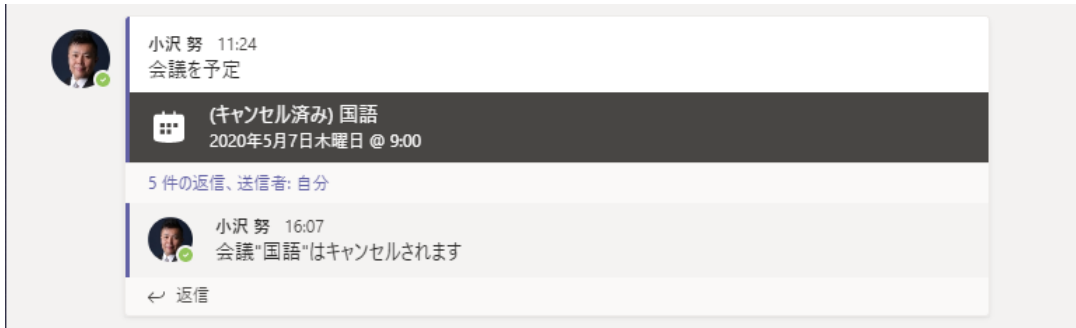 小沢 努 11:24
会議を予定
(キャンセル済み) 国語
2020年5月7日木曜日 @ 9:00
5 件の返信、送信者: 自分
小沢 努 16:07
会議"国語"はキャンセルされます
返信